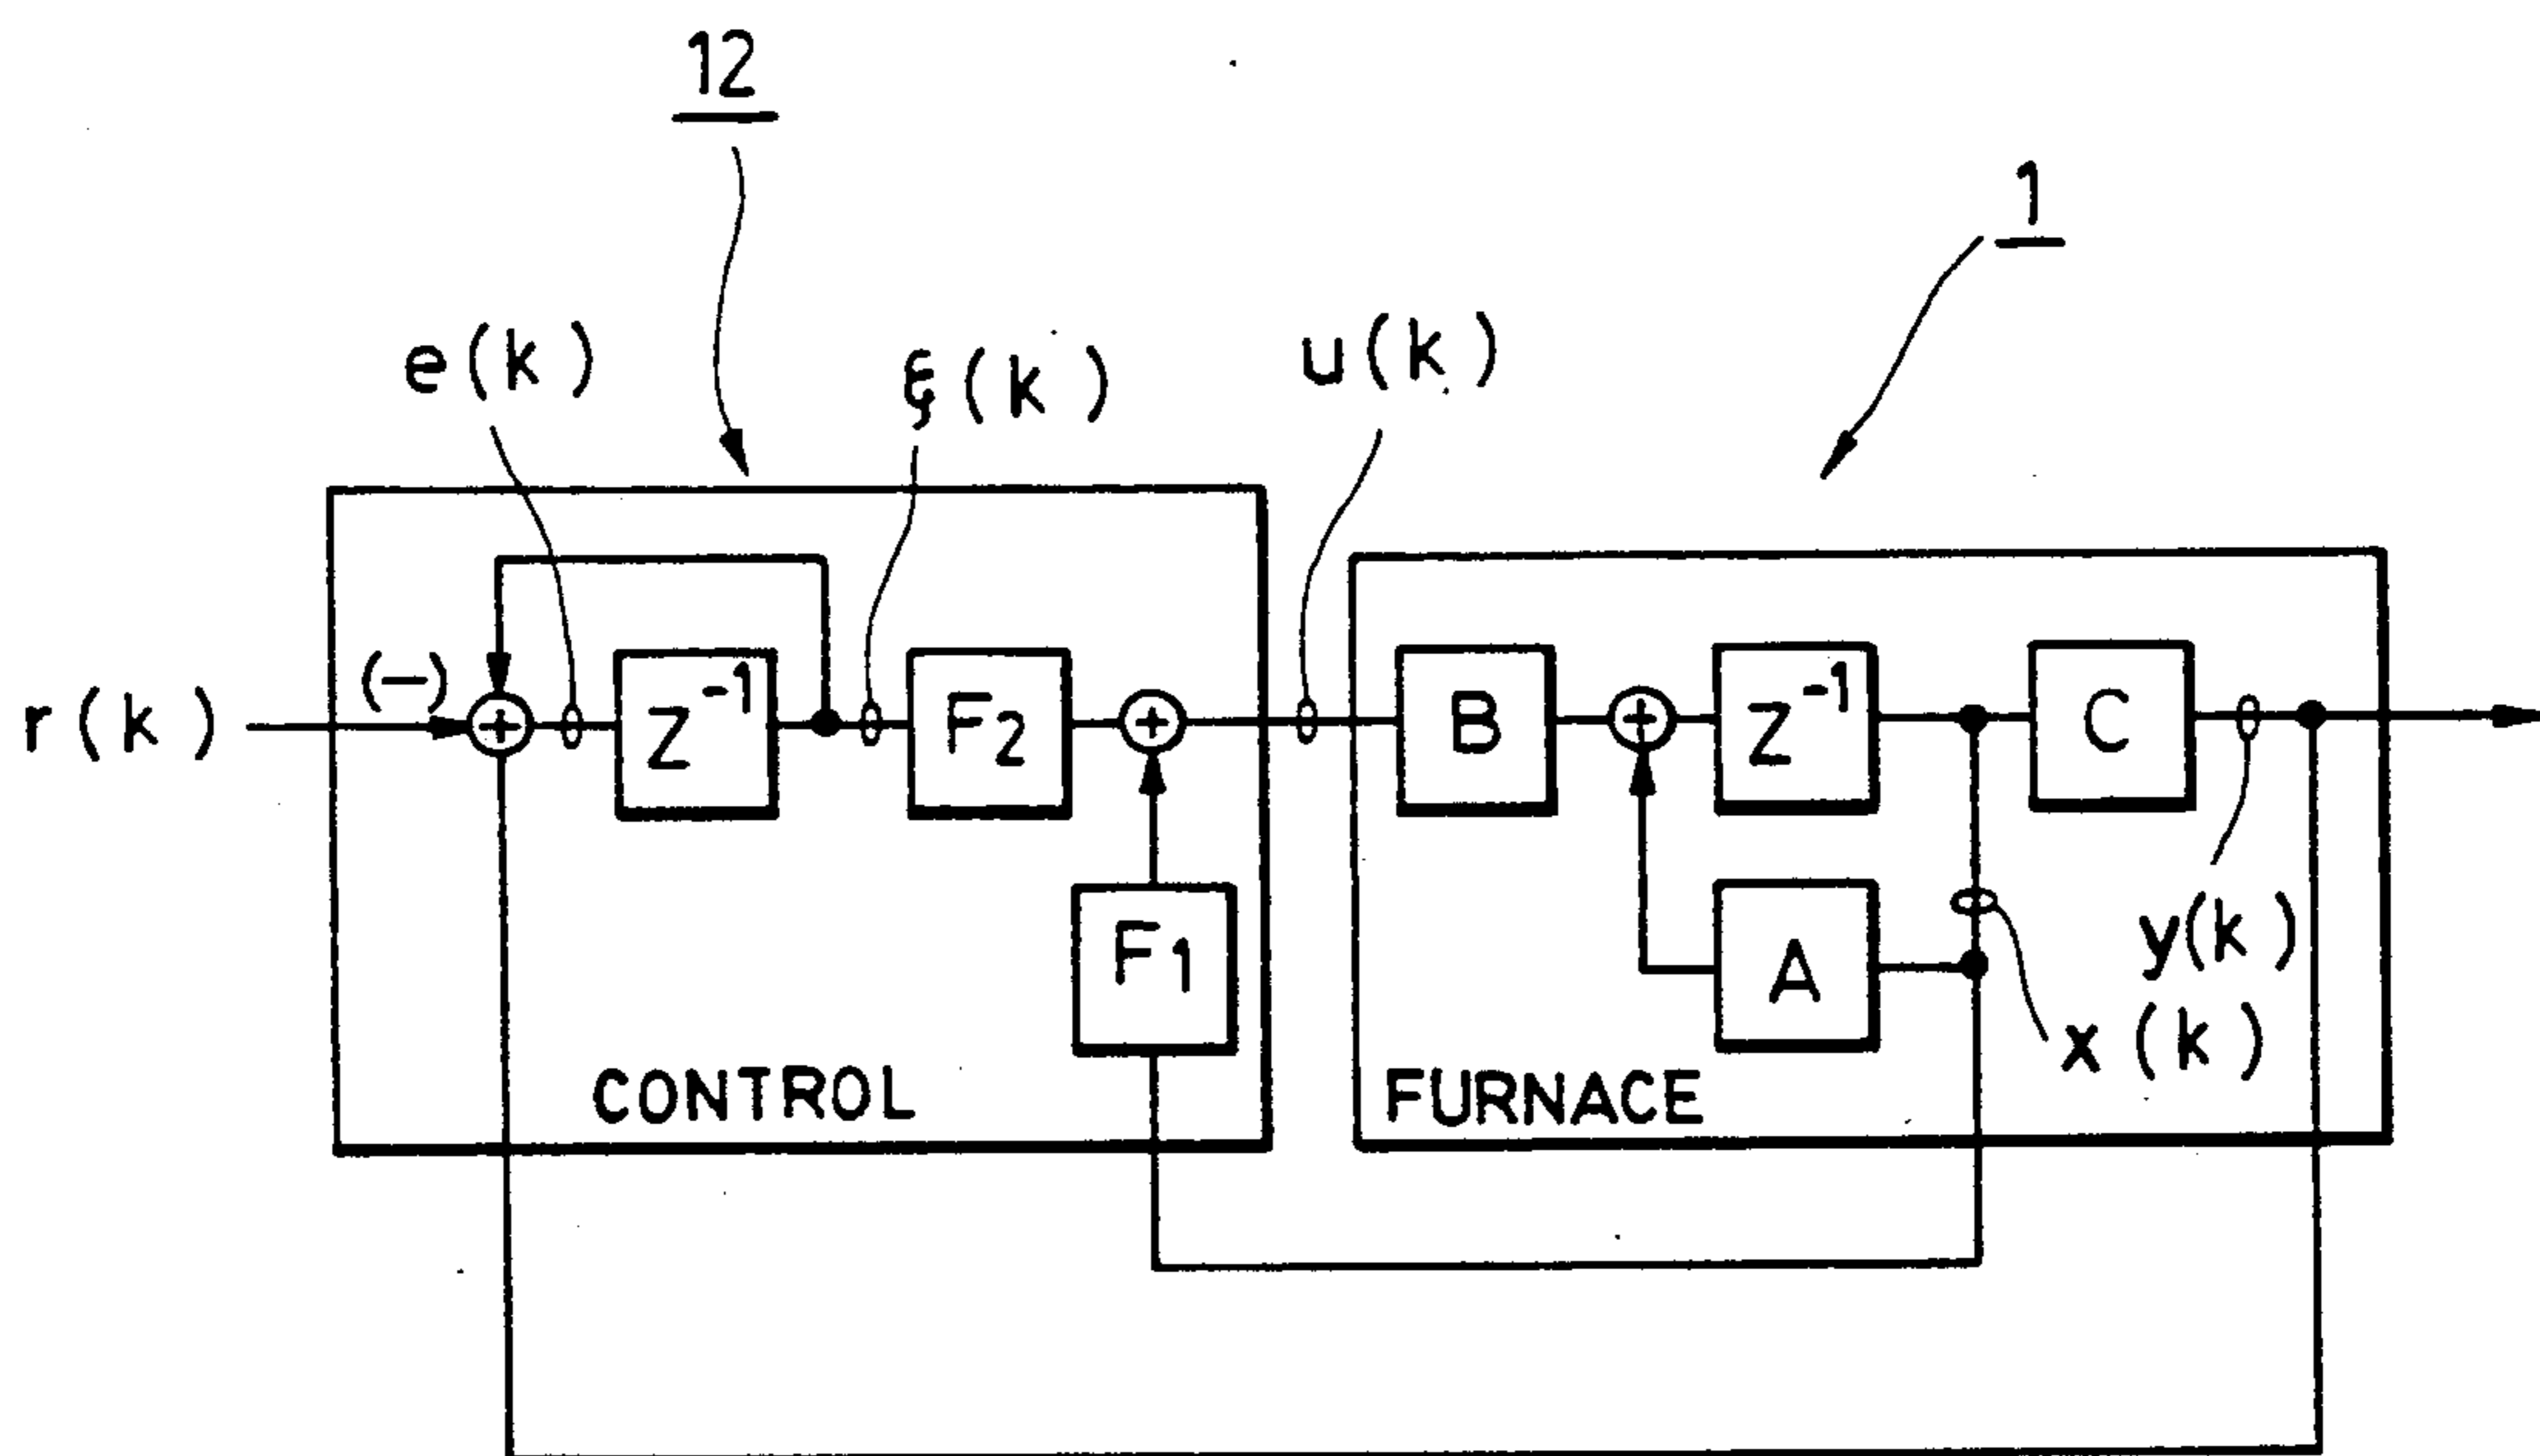 12
1
e(k)
ξ(k)
u(k)
r(k)
(-)
+
Z⁻¹
F2
+
B
+
Z⁻¹
C
F1
A
y(k)
x(k)
CONTROL
FURNACE